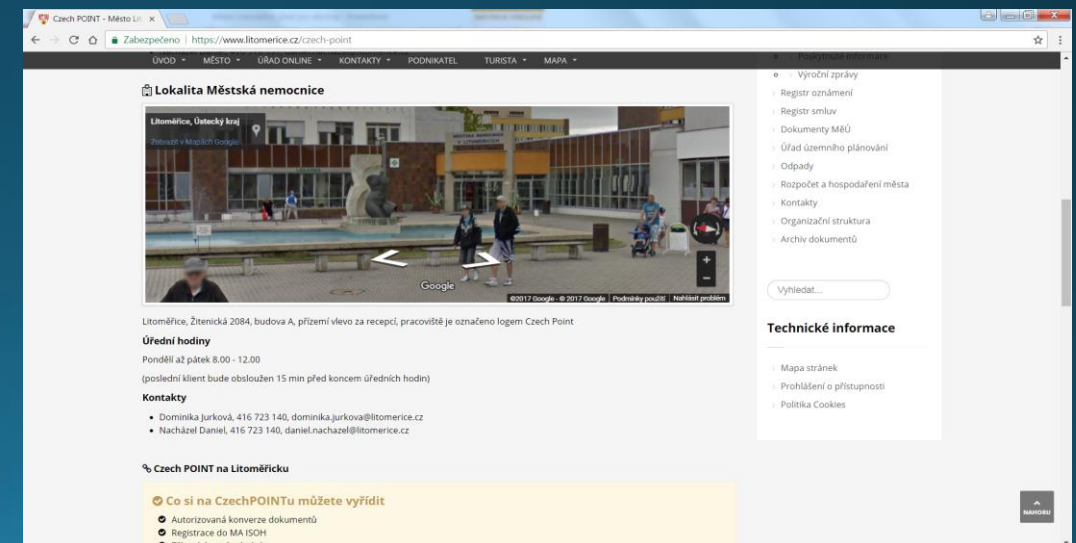 Czech POINT - Město Lit
Zabezpečeno | https://www.litomerice.cz/czech-point
ÚVOD
MĚSTO
ÚŘAD ONLINE
KONTAKTY
PODNIKATEL
TURISTA
MAPA
Lokalita Městská nemocnice
Litoměřice, Ústecký kraj
Zobrazit v Mapách Google
Google
©2017 Google - © 2017 Google
Podmínky použití
Nahlásit problém
Litoměřice, Žitenická 2084, budova A, přízemí vlevo za recepcí, pracoviště je označeno logem Czech Point
Úřední hodiny
Pondělí až pátek 8.00 - 12.00
(poslední klient bude obsloužen 15 min před koncem úředních hodin)
Kontakty
Dominika Jurková, 416 723 140, dominika.jurkova@litomerice.cz
Nacházel Daniel, 416 723 140, daniel.nachazel@litomerice.cz
Czech POINT na Litoměřicku
Co si na CzechPOINTu můžete vyřídit
Autorizovaná konverze dokumentů
Registrace do MA ISOH
Poskytnuté informace
Výroční zprávy
Registr oznámení
Registr smluv
Dokumenty MěÚ
Úřad územního plánování
Odpady
Rozpočet a hospodaření města
Kontakty
Organizační struktura
Archiv dokumentů
Vyhledat...
Technické informace
Mapa stránek
Prohlášení o přístupnosti
Politika Cookies
NAHORU